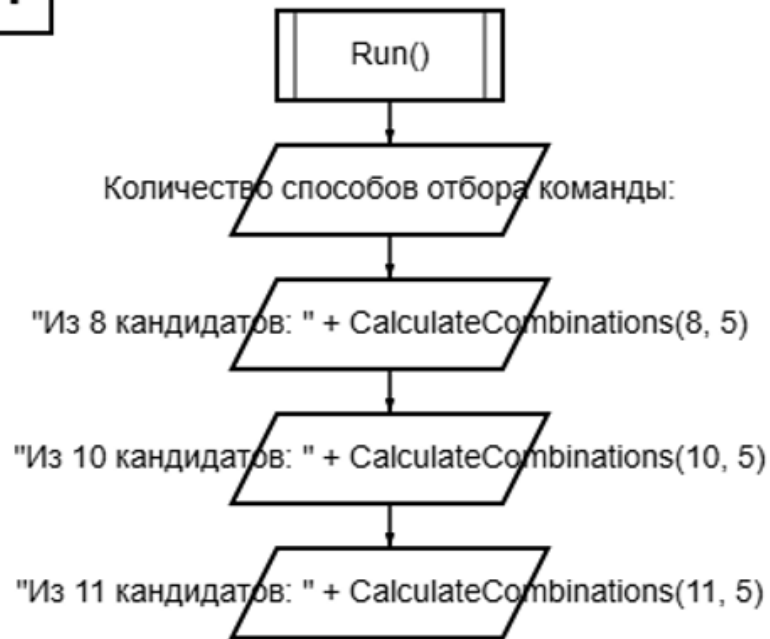 Run()
Количество способов отбора команды:
"Из 8 кандидатов: " + CalculateCombinations(8, 5)
"Из 10 кандидатов: " + CalculateCombinations(10, 5)
"Из 11 кандидатов: " + CalculateCombinations(11, 5)